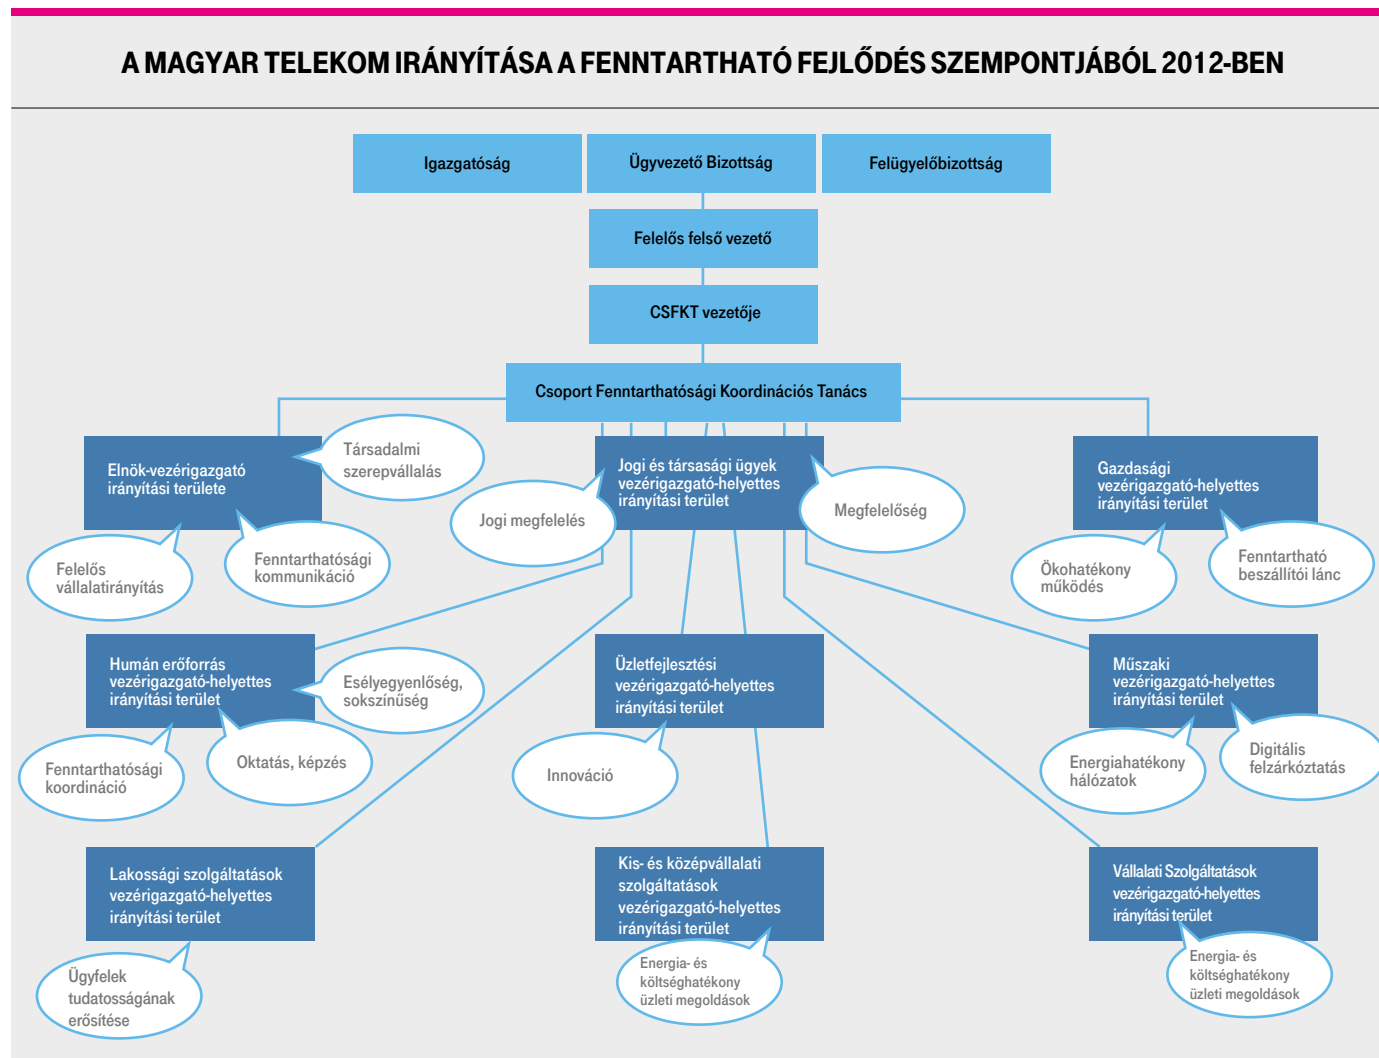 A MAGYAR TELEKOM IRÁNYÍTÁSA A FENNTARTHATÓ FEJLŐDÉS SZEMPONTJÁBÓL 2012-BEN
Igazgatóság
Ügyvezető Bizottság
Felügyelőbizottság
Felelős felső vezető
CSFKT vezetője
Csoport Fenntarthatósági Koordinációs Tanács
Elnök-vezérigazgató
irányítási területe
Társadalmi
szerepvállalás
Felelős
vállalatirányítás
Fenntarthatósági
kommunikáció
Jogi és társasági ügyek
vezérigazgató-helyettes
irányítási terület
Jogi megfelelés
Megfelelőség
Gazdasági
vezérigazgató-helyettes
irányítási terület
Ökohatékony
működés
Fenntartható
beszállítói lánc
Humán erőforrás
vezérigazgató-helyettes
irányítási terület
Esélyegyenlőség,
sokszínűség
Fenntarthatósági
koordináció
Oktatás, képzés
Üzletfejlesztési
vezérigazgató-helyettes
irányítási terület
Innováció
Műszaki
vezérigazgató-helyettes
irányítási terület
Energiahatékony
hálózatok
Digitális
felzárkóztatás
Lakossági szolgáltatások
vezérigazgató-helyettes
irányítási terület
Ügyfelek
tudatosságának
erősítése
Kis- és középvállalati
szolgáltatások
vezérigazgató-helyettes
irányítási terület
Energia- és
költséghatékony
üzleti megoldások
Vállalati Szolgáltatások
vezérigazgató-helyettes
irányítási terület
Energia- és
költséghatékony
üzleti megoldások